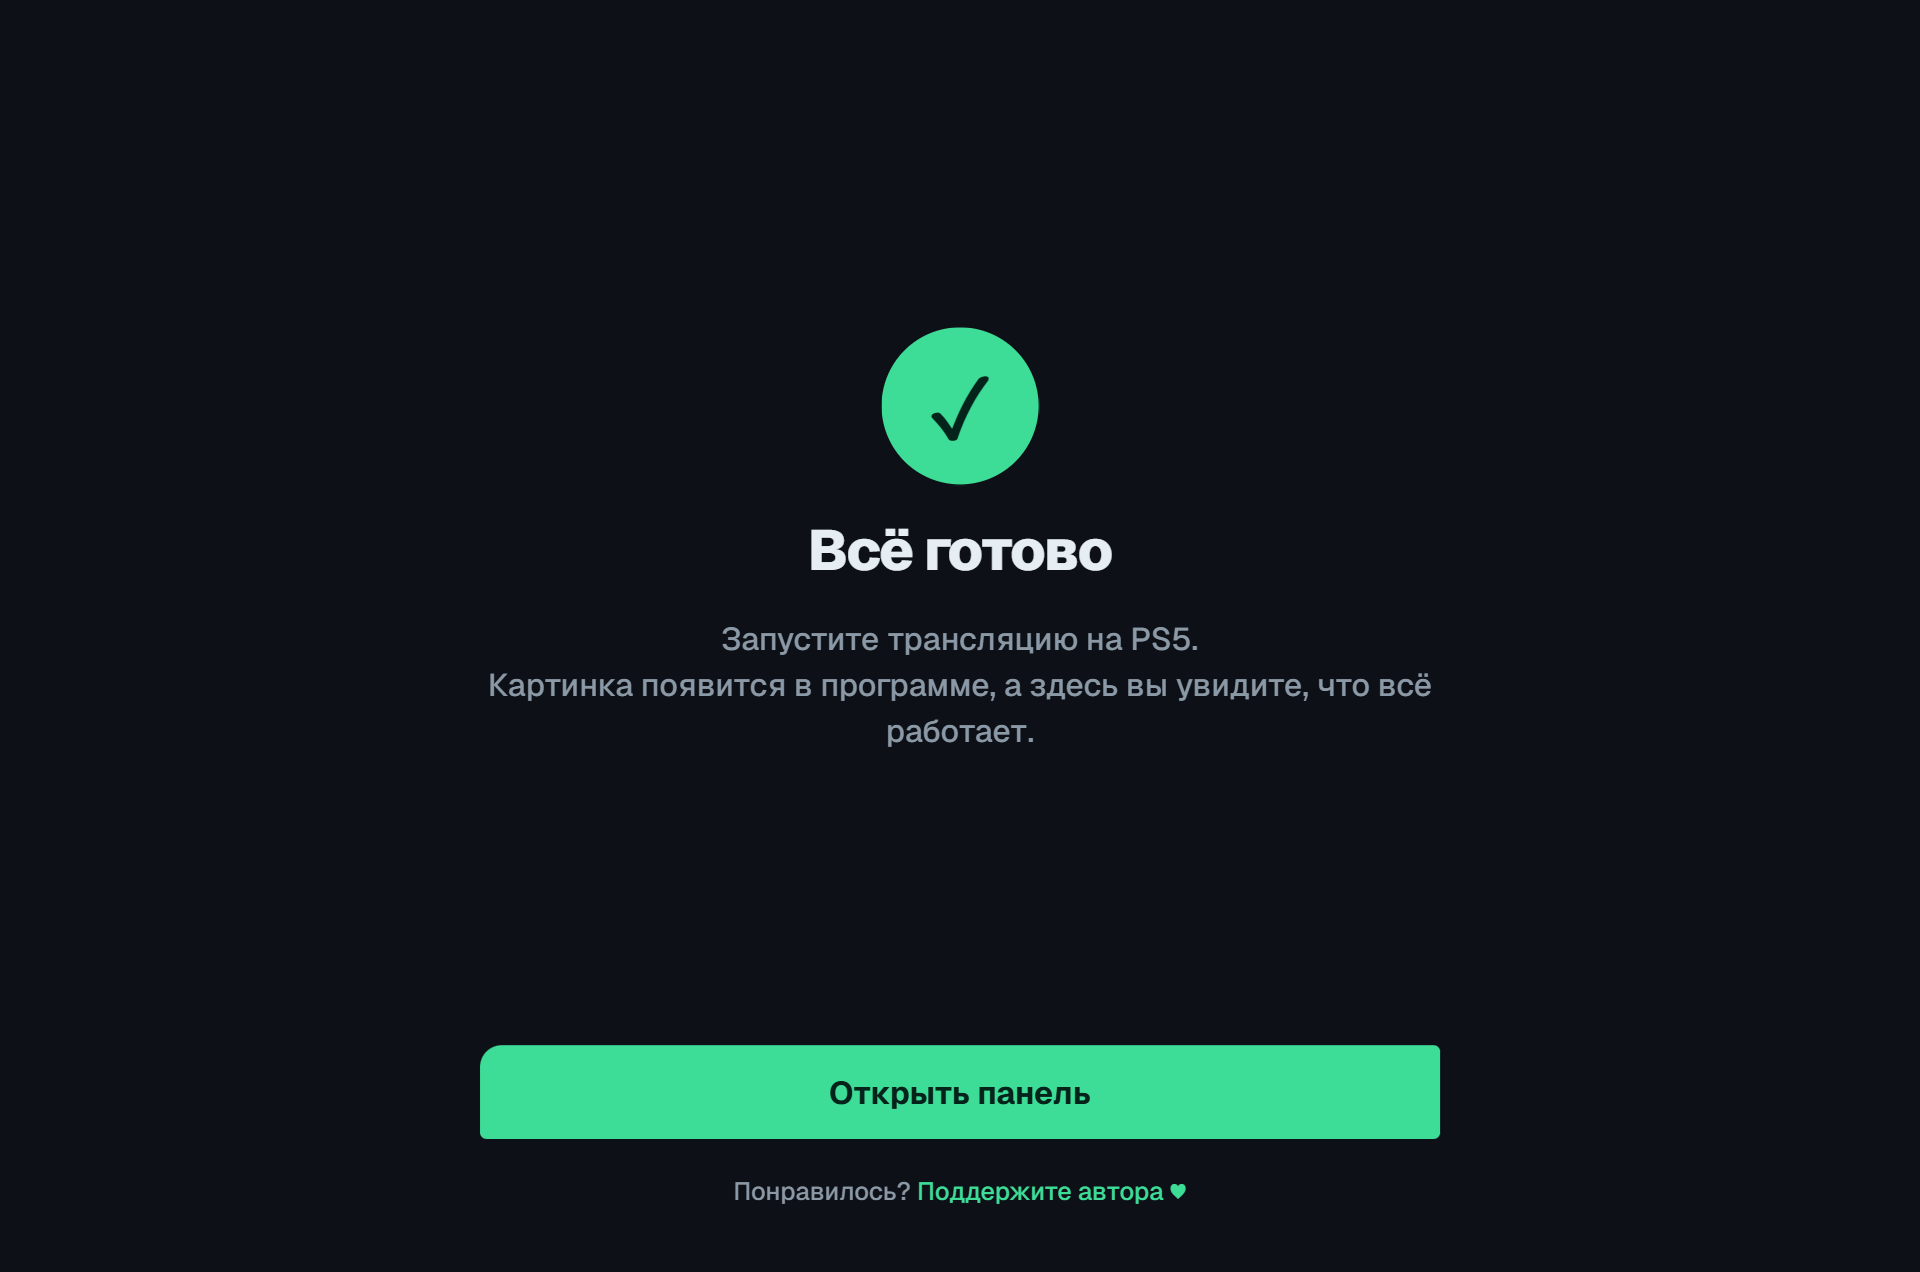 Всё готово
Запустите трансляцию на PS5.
Картинка появится в программе, а здесь вы увидите, что всё
работает.
Открыть панель
Понравилось? Поддержите автора ♥